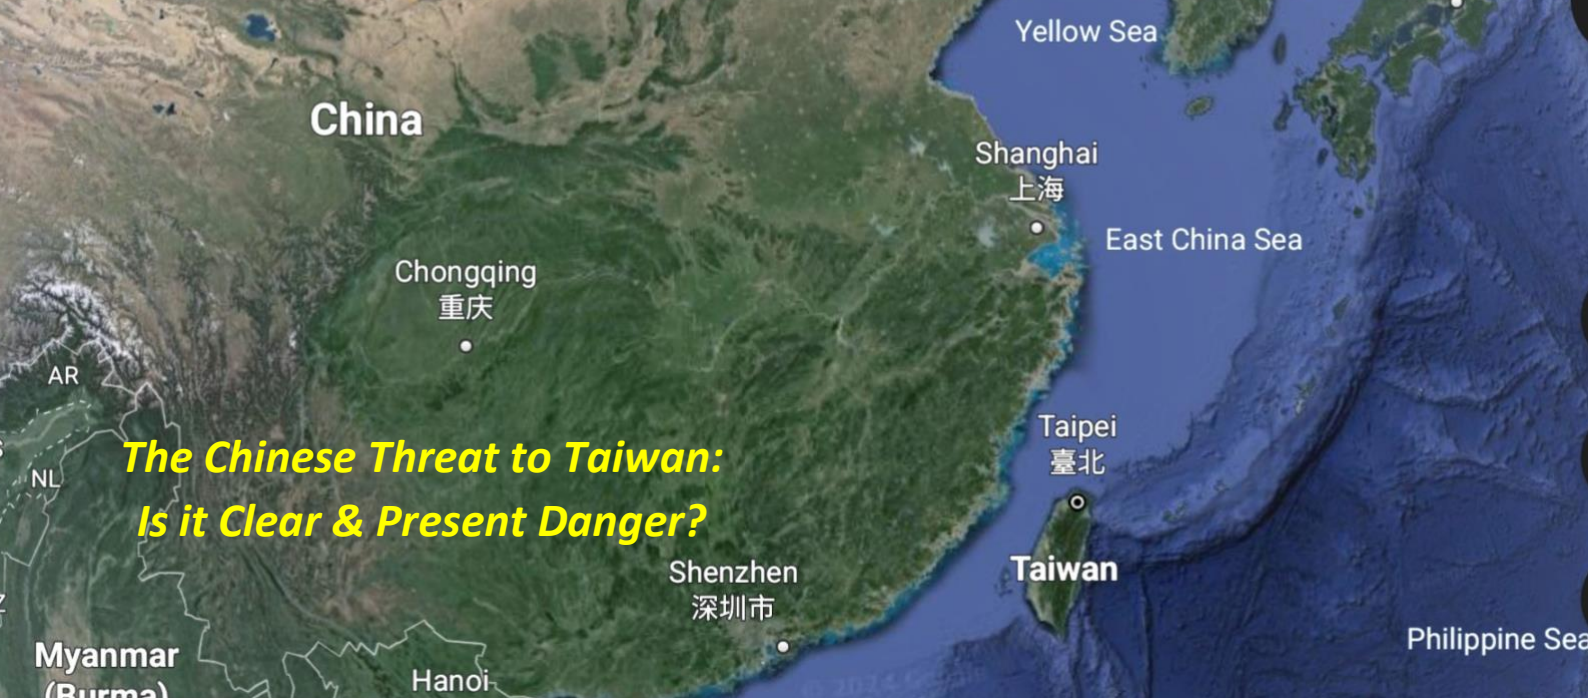 Yellow Sea
China
Shanghai
上海
East China Sea
Chongqing
重庆
AR
Taipei
臺北
The Chinese Threat to Taiwan:
NL
Is it Clear & Present Danger?
Taiwan
Shenzhen
深圳市
Philippine Sea
Myanmar
(Burma)
Hanoi